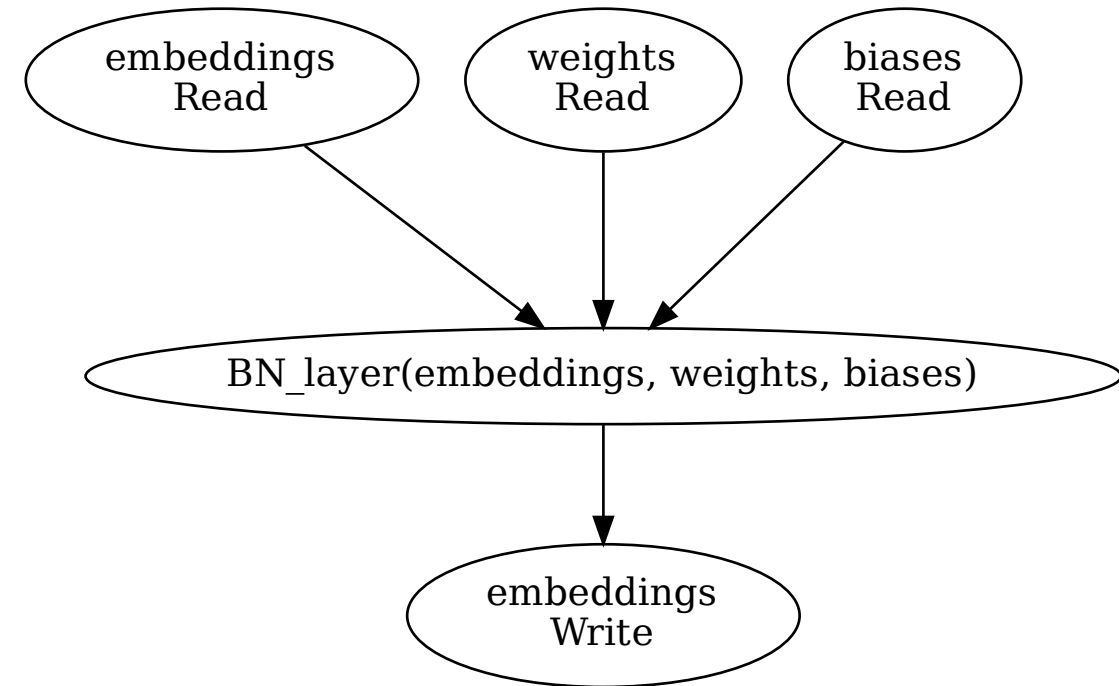 embeddings
Read
weights
Read
biases
Read
BN_layer(embeddings, weights, biases)
embeddings
Write